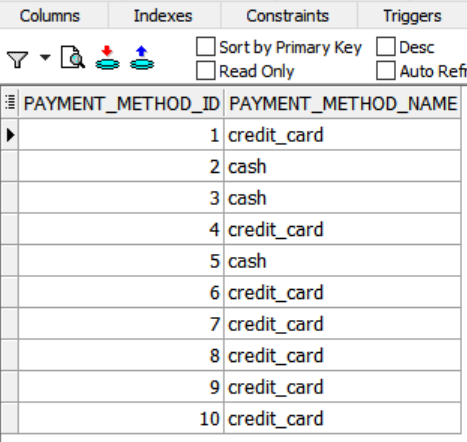 Columns Indexes Constraints Triggers
Sort by Primary Key Desc
Read Only Auto Refr
PAYMENT_METHOD_ID PAYMENT_METHOD_NAME
1 credit_card
2 cash
3 cash
4 credit_card
5 cash
6 credit_card
7 credit_card
8 credit_card
9 credit_card
10 credit_card